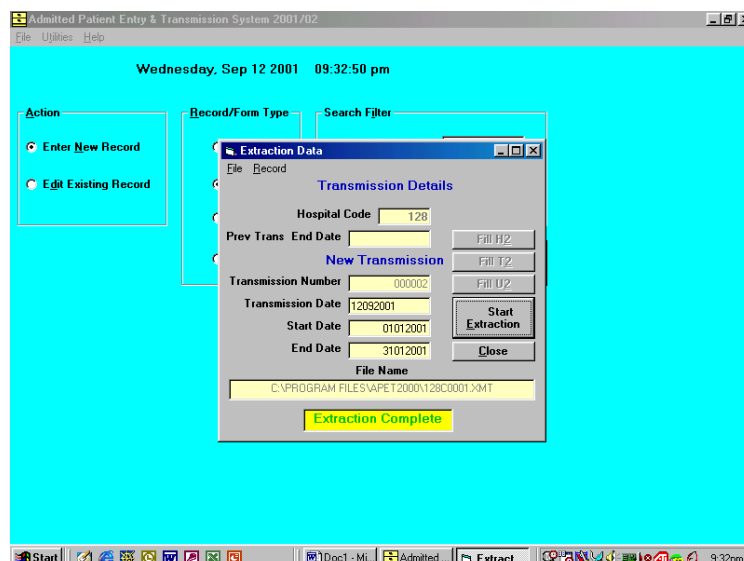 Admitted Patient Entry & Transmission System 2001/02
File Utilities Help
Wednesday, Sep 12 2001 09:32:50 pm
Action
Record/Form Type
Search Filter
Enter New Record
Edit Existing Record
Extraction Data
File Record
Transmission Details
Hospital Code 128
Prev Trans End Date
Fill H2
New Transmission
Fill T2
Transmission Number 000002
Fill U2
Transmission Date 12092001
Start Extraction
Start Date 01012001
End Date 31012001
Close
File Name
C:\PROGRAM FILES\APET2000\128C0001.XMT
Extraction Complete
Start
Doc1 - Mi...
Admitted ...
Extract...
9:32pm